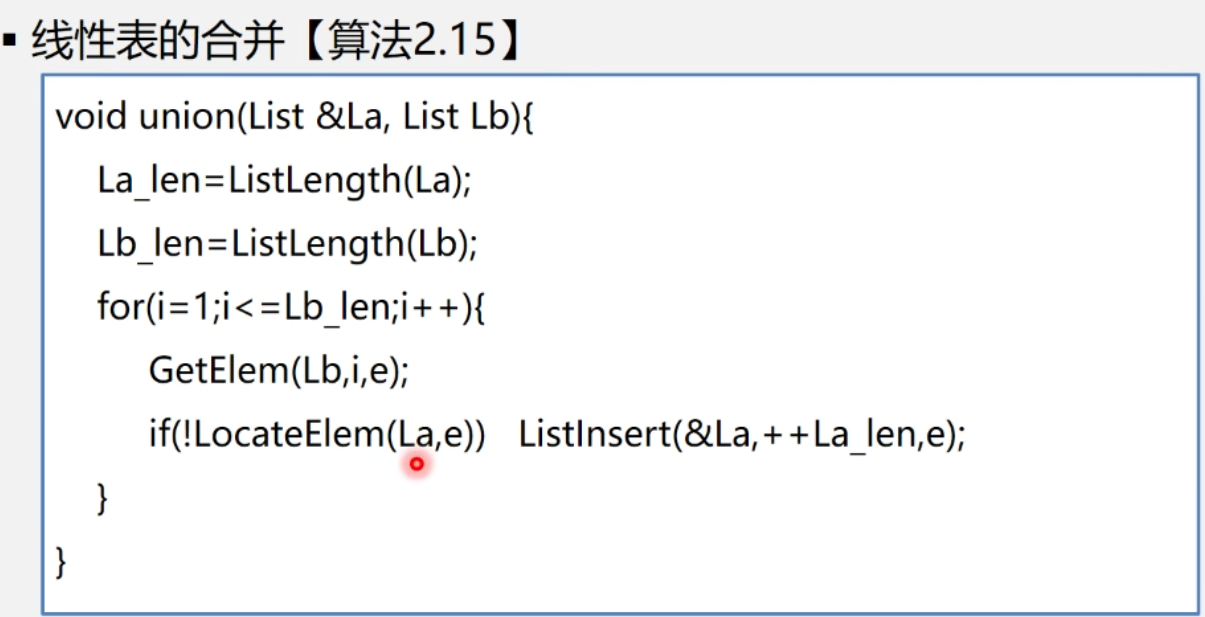 ▪ 线性表的合并【算法2.15】
void union(List &La, List Lb){
La_len=ListLength(La);
Lb_len=ListLength(Lb);
for(i=1;i<=Lb_len;i++){
GetElem(Lb,i,e);
if(!LocateElem(La,e)) ListInsert(&La,++La_len,e);
}
}